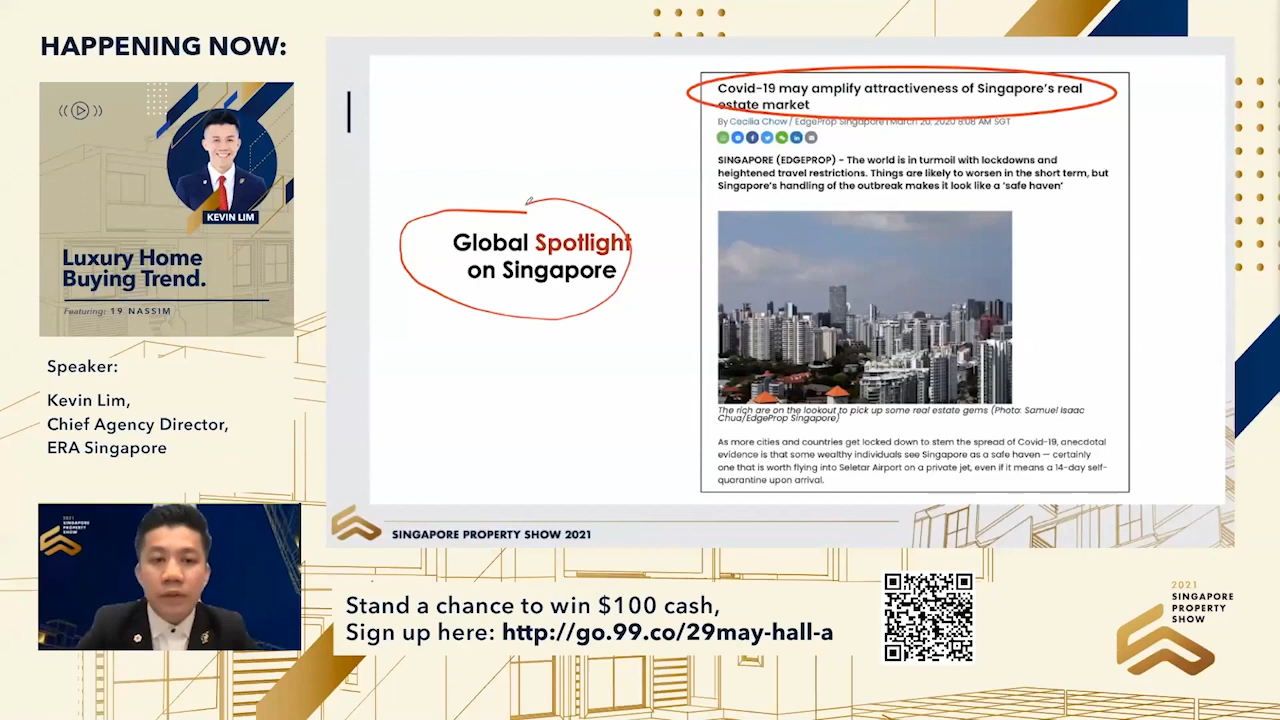 HAPPENING NOW:
KEVIN LIM
Luxury Home
Buying Trend.
Featuring: 19 NASSIM
Speaker:
Kevin Lim,
Chief Agency Director,
ERA Singapore
2021
SINGAPORE
PROPERTY
SHOW
Global Spotlight
on Singapore
Covid-19 may amplify attractiveness of Singapore's real
estate market
By Cecilia Chow / EdgeProp Singapore | March 20, 2020 8:08 AM SGT
SINGAPORE (EDGEPROP) - The world is in turmoil with lockdowns and
heightened travel restrictions. Things are likely to worsen in the short term, but
Singapore's handling of the outbreak makes it look like a 'safe haven'
The rich are on the lookout to pick up some real estate gems (Photo: Samuel Isaac
Chua/EdgeProp Singapore)
As more cities and countries get locked down to stem the spread of Covid-19, anecdotal
evidence is that some wealthy individuals see Singapore as a safe haven — certainly
one that is worth flying into Seletar Airport on a private jet, even if it means a 14-day self-
quarantine upon arrival.
SINGAPORE PROPERTY SHOW 2021
Stand a chance to win $100 cash,
Sign up here: http://go.99.co/29may-hall-a
2021
SINGAPORE
PROPERTY
SHOW